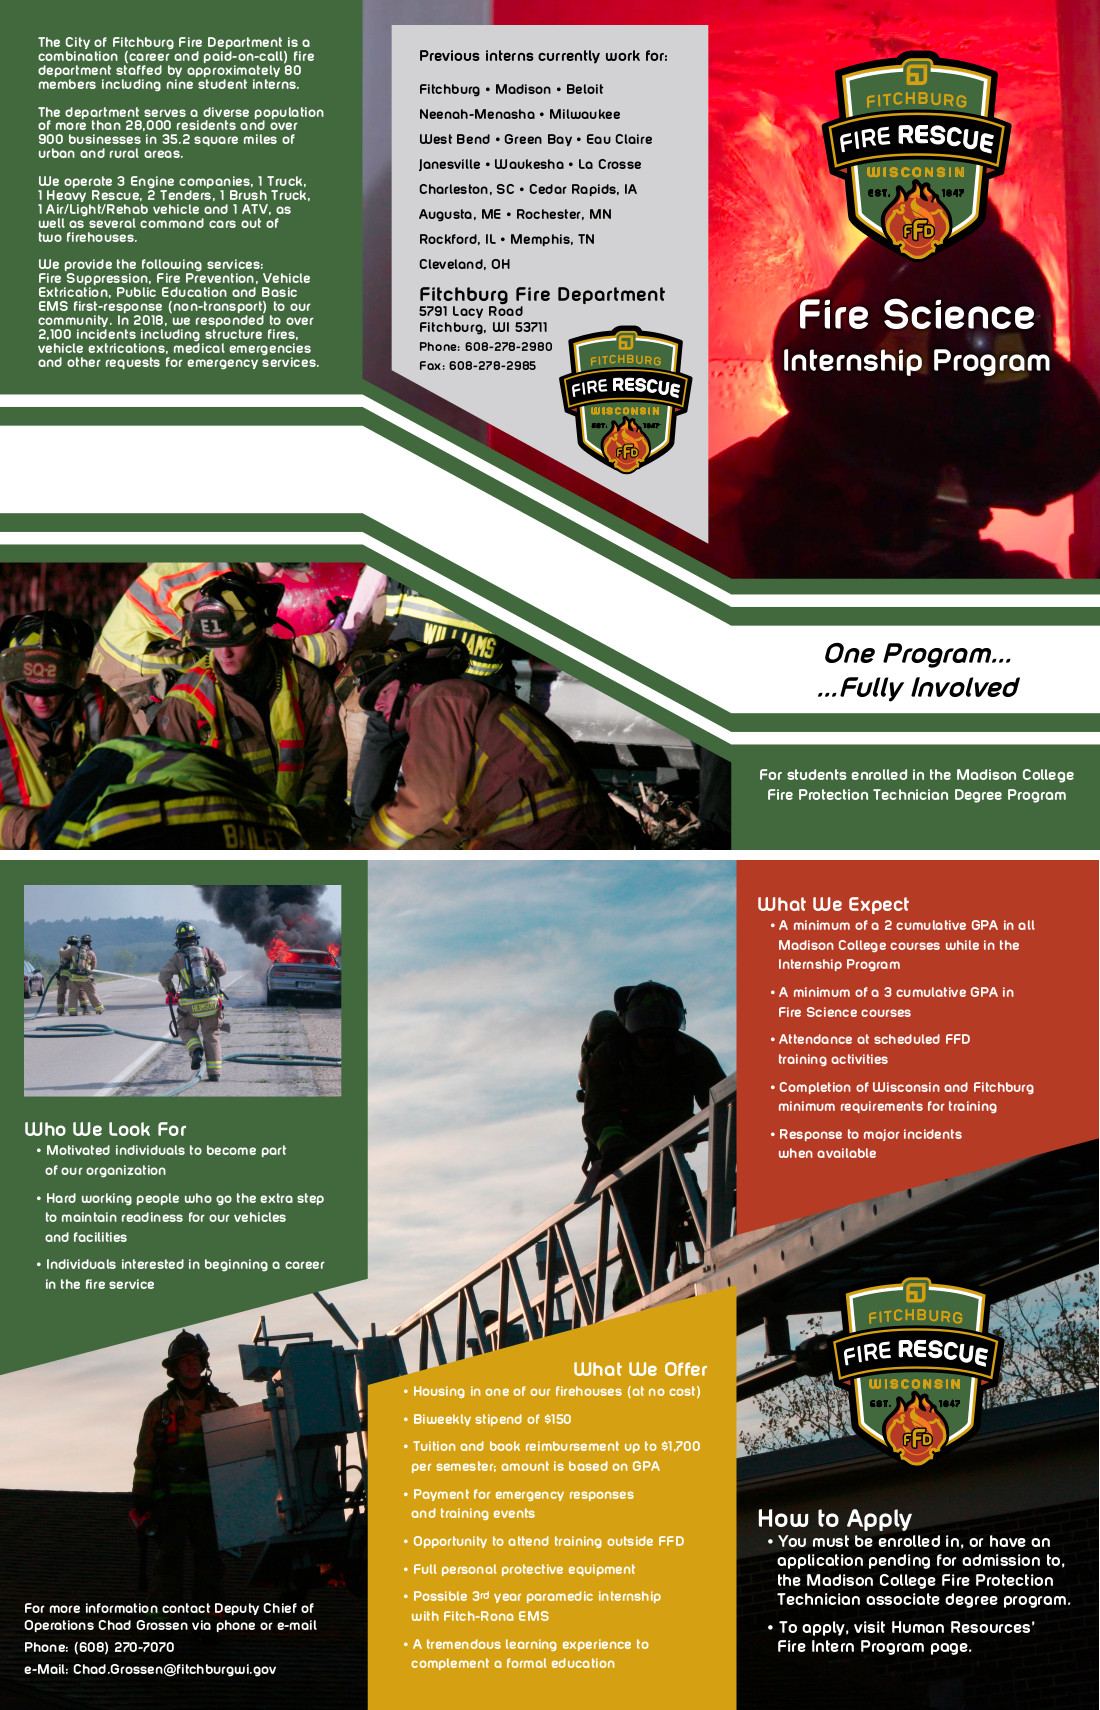 The City of Fitchburg Fire Department is a
combination (career and paid-on-call) fire
department staffed by approximately 80
members including nine student interns.
The department serves a diverse population
of more than 28,000 residents and over
900 businesses in 35.2 square miles of
urban and rural areas.
We operate 3 Engine companies, 1 Truck,
1 Heavy Rescue, 2 Tenders, 1 Brush Truck,
1 Air/Light/Rehab vehicle and 1 ATV, as
well as several command cars out of
two firehouses.
We provide the following services:
Fire Suppression, Fire Prevention, Vehicle
Extrication, Public Education and Basic
EMS first-response (non-transport) to our
community. In 2018, we responded to over
2,100 incidents including structure fires,
vehicle extrications, medical emergencies
and other requests for emergency services.
Previous interns currently work for:
Fitchburg • Madison • Beloit
Neenah-Menasha • Milwaukee
West Bend • Green Bay • Eau Claire
Janesville • Waukesha • La Crosse
Charleston, SC • Cedar Rapids, IA
Augusta, ME • Rochester, MN
Rockford, IL • Memphis, TN
Cleveland, OH
Fitchburg Fire Department
5791 Lacy Road
Fitchburg, WI 53711
Phone: 608-278-2980
Fax: 608-278-2985
FITCHBURG
FIRE RESCUE
WISCONSIN
EST. 1847
FFD
FITCHBURG
FIRE RESCUE
WISCONSIN
EST. 1847
FFD
Fire Science
Internship Program
E1
SQ-2
WILLIAMS
BAILEY
One Program...
...Fully Involved
For students enrolled in the Madison College
Fire Protection Technician Degree Program
Who We Look For
• Motivated individuals to become part
of our organization
• Hard working people who go the extra step
to maintain readiness for our vehicles
and facilities
• Individuals interested in beginning a career
in the fire service
For more information contact Deputy Chief of
Operations Chad Grossen via phone or e-mail
Phone: (608) 270-7070
e-Mail: Chad.Grossen@fitchburgwi.gov
What We Offer
• Housing in one of our firehouses (at no cost)
• Biweekly stipend of $150
• Tuition and book reimbursement up to $1,700
per semester; amount is based on GPA
• Payment for emergency responses
and training events
• Opportunity to attend training outside FFD
• Full personal protective equipment
• Possible 3rd year paramedic internship
with Fitch-Rona EMS
• A tremendous learning experience to
complement a formal education
What We Expect
• A minimum of a 2 cumulative GPA in all
Madison College courses while in the
Internship Program
• A minimum of a 3 cumulative GPA in
Fire Science courses
• Attendance at scheduled FFD
training activities
• Completion of Wisconsin and Fitchburg
minimum requirements for training
• Response to major incidents
when available
FITCHBURG
FIRE RESCUE
WISCONSIN
EST. 1847
FFD
How to Apply
• You must be enrolled in, or have an
application pending for admission to,
the Madison College Fire Protection
Technician associate degree program.
• To apply, visit Human Resources'
Fire Intern Program page.